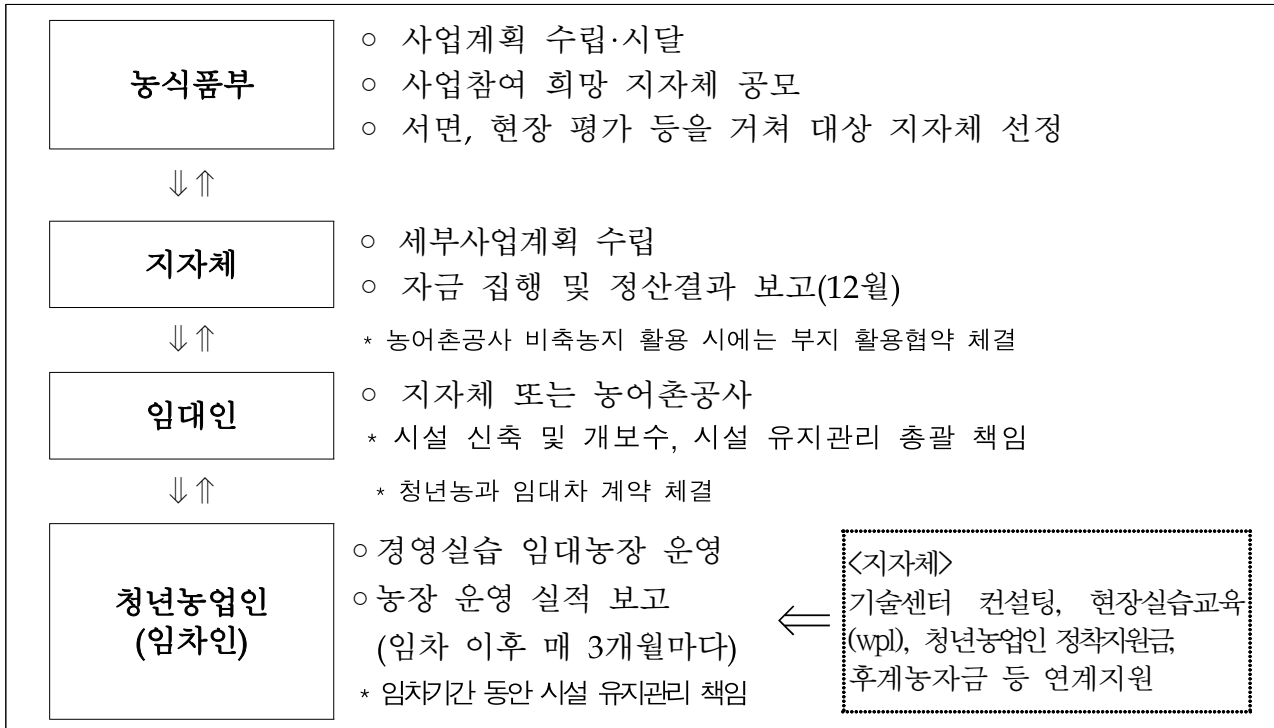 농식품부
○ 사업계획 수립·시달
○ 사업참여 희망 지자체 공모
○ 서면, 현장 평가 등을 거쳐 대상 지자체 선정
⇓⇑
지자체
○ 세부사업계획 수립
○ 자금 집행 및 정산결과 보고(12월)
⇓⇑
* 농어촌공사 비축농지 활용 시에는 부지 활용협약 체결
임대인
○ 지자체 또는 농어촌공사
* 시설 신축 및 개보수, 시설 유지관리 총괄 책임
⇓⇑
* 청년농과 임대차 계약 체결
청년농업인
(임차인)
○경영실습 임대농장 운영
○농장 운영 실적 보고
(임차 이후 매 3개월마다)
* 임차기간 동안 시설 유지관리 책임
⇐
<지자체>
기술센터 컨설팅, 현장실습교육
(wpl), 청년농업인 정착지원금,
후계농자금 등 연계지원